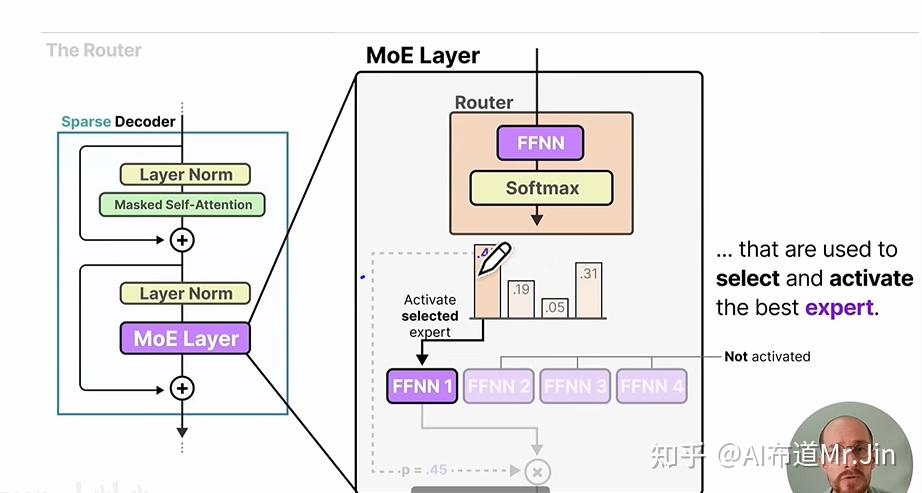 The Router
MoE Layer
Sparse Decoder
Layer Norm
Masked Self-Attention
+
Layer Norm
MoE Layer
+
Router
FFNN
Softmax
.19
.05
.31
Activate
selected
expert
Not activated
FFNN 1
FFNN 2
FFNN 3
FFNN 4
p = .45
×
... that are used to
select and activate
the best expert.
知乎 @AI布道Mr.Jin